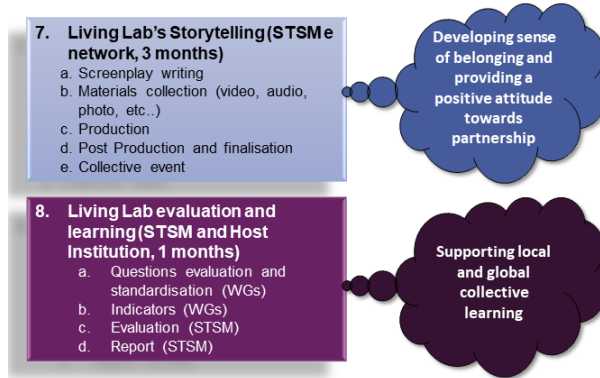 7. Living Lab's Storytelling (STSMe
network, 3 months)
a. Screenplay writing
b. Materials collection (video, audio,
photo, etc..)
c. Production
d. Post Production and finalisation
e. Collective event
Developing sense
of belonging and
providing a
positive attitude
towards
partnership
8. Living Lab evaluation and
learning (STSM and Host
Institution, 1 months)
a. Questions evaluation and
standardisation (WGs)
b. Indicators (WGs)
c. Evaluation (STSM)
d. Report (STSM)
Supporting local
and global
collective
learning